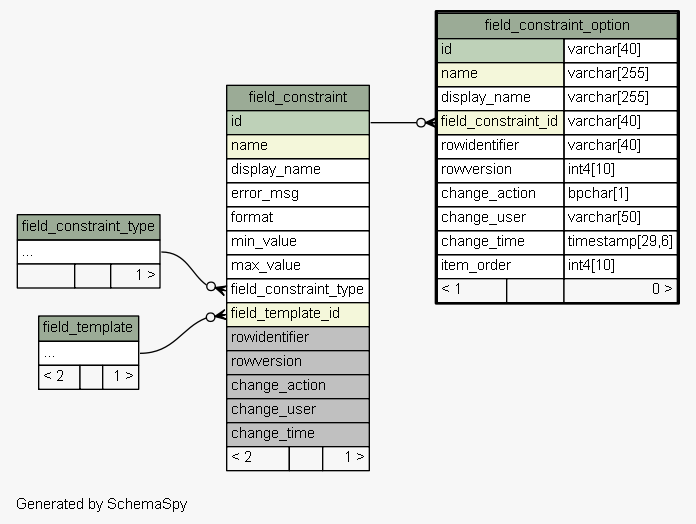 field_constraint_option
id varchar[40]
name varchar[255]
display_name varchar[255]
field_constraint_id varchar[40]
rowidentifier varchar[40]
rowversion int4[10]
change_action bpchar[1]
change_user varchar[50]
change_time timestamp[29,6]
item_order int4[10]
< 1 0 >
field_constraint
id
name
display_name
error_msg
format
min_value
max_value
field_constraint_type
field_template_id
rowidentifier
rowversion
change_action
change_user
change_time
< 2 1 >
field_constraint_type
...
1 >
field_template
...
< 2 1 >
Generated by SchemaSpy